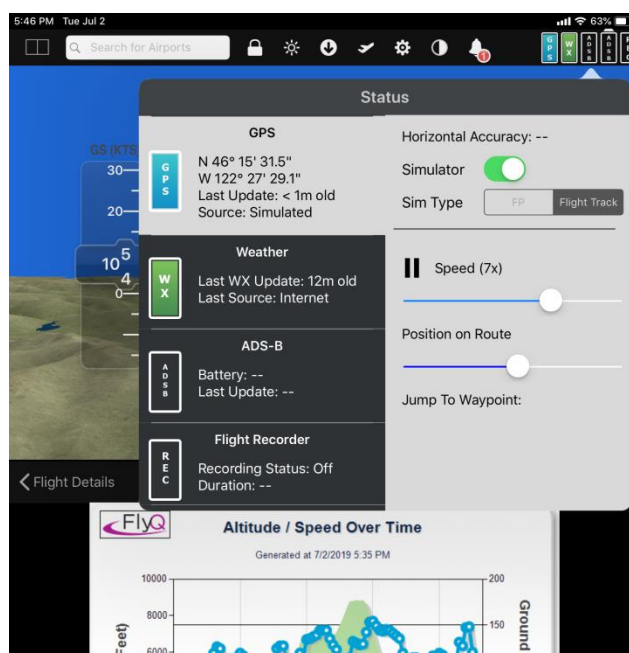 5:46 PM Tue Jul 2
63%
Search for Airports
1
GPS
WX
ADSB
ADSB
Status
GPS
GPS
N 46° 15' 31.5"
W 122° 27' 29.1"
Last Update: < 1m old
Source: Simulated
Weather
WX
Last WX Update: 12m old
Last Source: Internet
ADS-B
ADSB
Battery: --
Last Update: --
Flight Recorder
REC
Recording Status: Off
Duration: --
Horizontal Accuracy: --
Simulator
Sim Type FP Flight Track
Speed (7x)
Position on Route
Jump To Waypoint:
GS (KTS
30
20
10
5
4
0
Flight Details
FlyQ
Altitude / Speed Over Time
Generated at 7/2/2019 5:35 PM
10000
8000
6000
200
150
Feet)
Ground